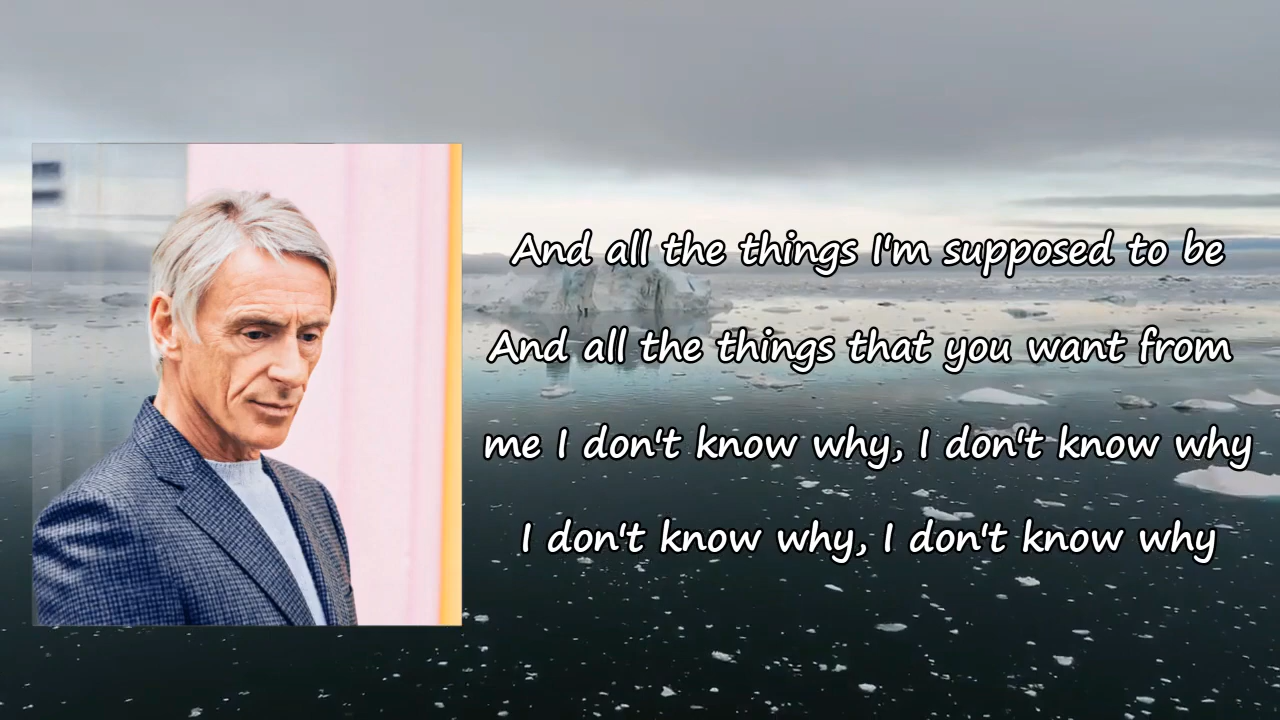 And all the things I'm supposed to be
And all the things that you want from
me I don't know why, I don't know why
I don't know why, I don't know why